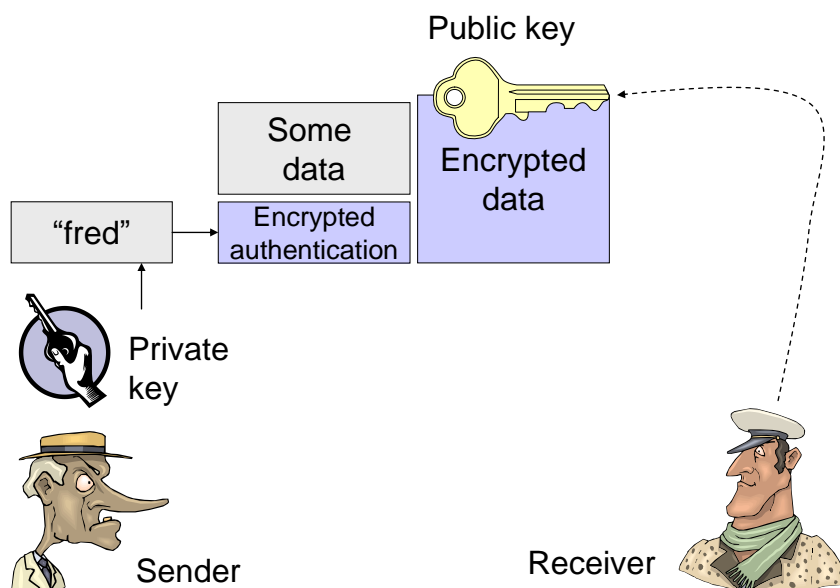 Public key
Some
data
Encrypted
data
“fred”
Encrypted
authentication
Private
key
Sender
Receiver